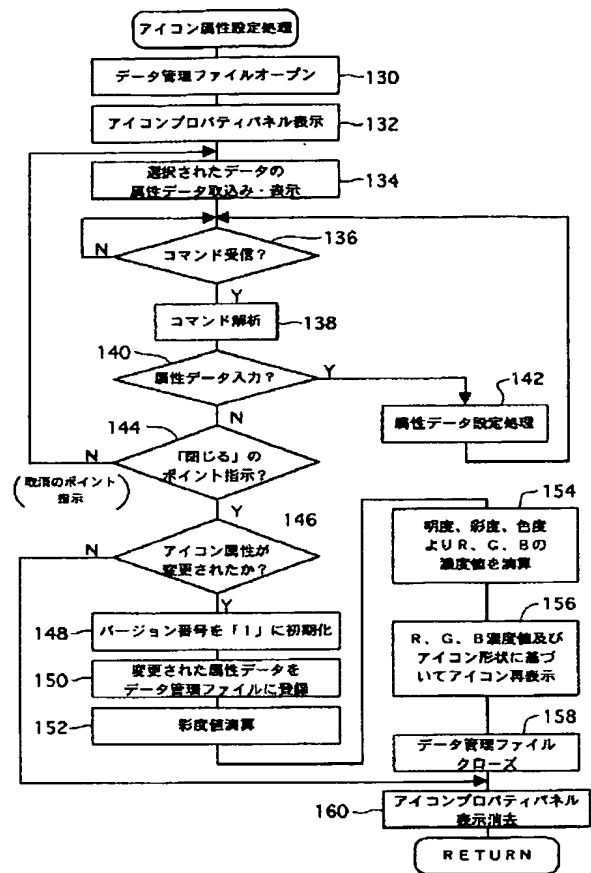 アイコン属性設定処理
データ管理ファイルオープン
130
アイコンプロパティパネル表示
132
選択されたデータの
属性データ取込み・表示
134
コマンド受信？
136
N
Y
コマンド解析
138
140
属性データ入力？
Y
142
属性データ設定処理
N
144
「閉じる」の
ポイント指示？
N
(取消のポイント
指示)
Y
146
アイコン属性が
変更されたか？
N
Y
148
バージョン番号を「1」に初期化
150
変更された属性データを
データ管理ファイルに登録
152
彩度値演算
154
明度、彩度、色度
よりR、G、Bの
濃度値を演算
156
R、G、B濃度値及び
アイコン形状に基づ
いてアイコン再表示
158
データ管理ファイル
クローズ
160
アイコンプロパティパネル
表示消去
RETURN